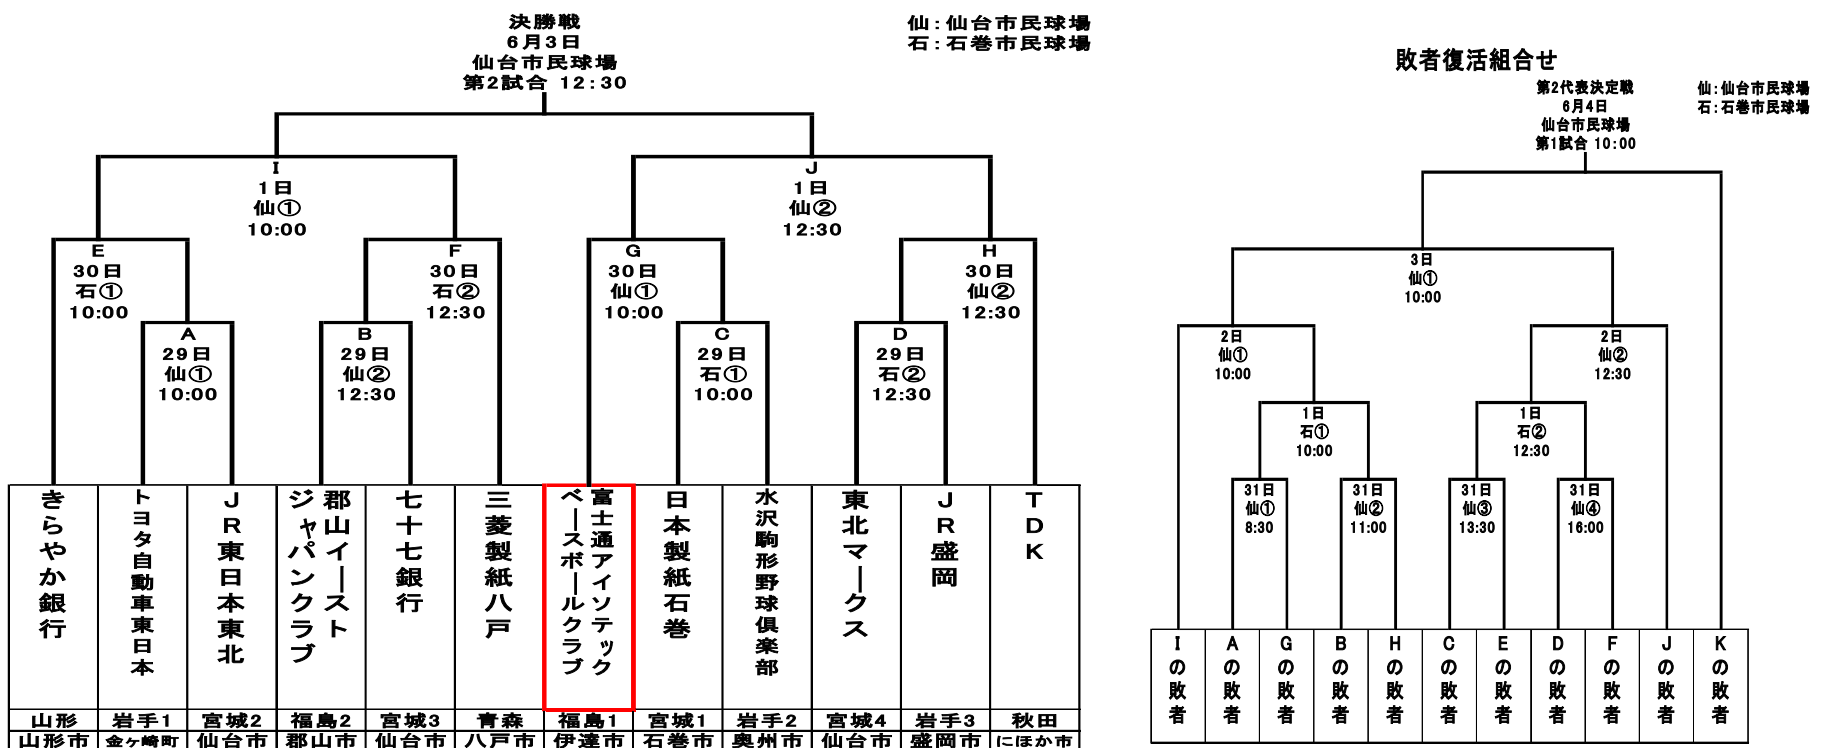 決勝戦
6月3日
仙台市民球場
第2試合 12:30
仙:仙台市民球場
石:石巻市民球場
I
1日
仙①
10:00
J
1日
仙②
12:30
E
30日
石①
10:00
F
30日
石②
12:30
G
30日
仙①
10:00
H
30日
仙②
12:30
A
29日
仙①
10:00
B
29日
仙②
12:30
C
29日
石①
10:00
D
29日
石②
12:30
きらやか銀行
トヨタ自動車東日本
JR東日本東北
郡山イースト
ジャパンクラブ
七十七銀行
三菱製紙八戸
富士通アイソテック
ベースボールクラブ
日本製紙石巻
水沢駒形野球倶楽部
東北マークス
JR盛岡
TDK
山形 岩手1 宮城2 福島2 宮城3 青森 福島1 宮城1 岩手2 宮城4 岩手3 秋田
山形市 金ヶ崎町 仙台市 郡山市 仙台市 八戸市 伊達市 石巻市 奥州市 仙台市 盛岡市 にほか市
敗者復活組合せ
第2代表決定戦
6月4日
仙台市民球場
第1試合 10:00
仙:仙台市民球場
石:石巻市民球場
3日
仙①
10:00
2日
仙①
10:00
2日
仙②
12:30
1日
石①
10:00
1日
石②
12:30
31日
仙①
8:30
31日
仙②
11:00
31日
仙③
13:30
31日
仙④
16:00
Iの敗者
Aの敗者
Gの敗者
Bの敗者
Hの敗者
Cの敗者
Eの敗者
Dの敗者
Fの敗者
Jの敗者
Kの敗者